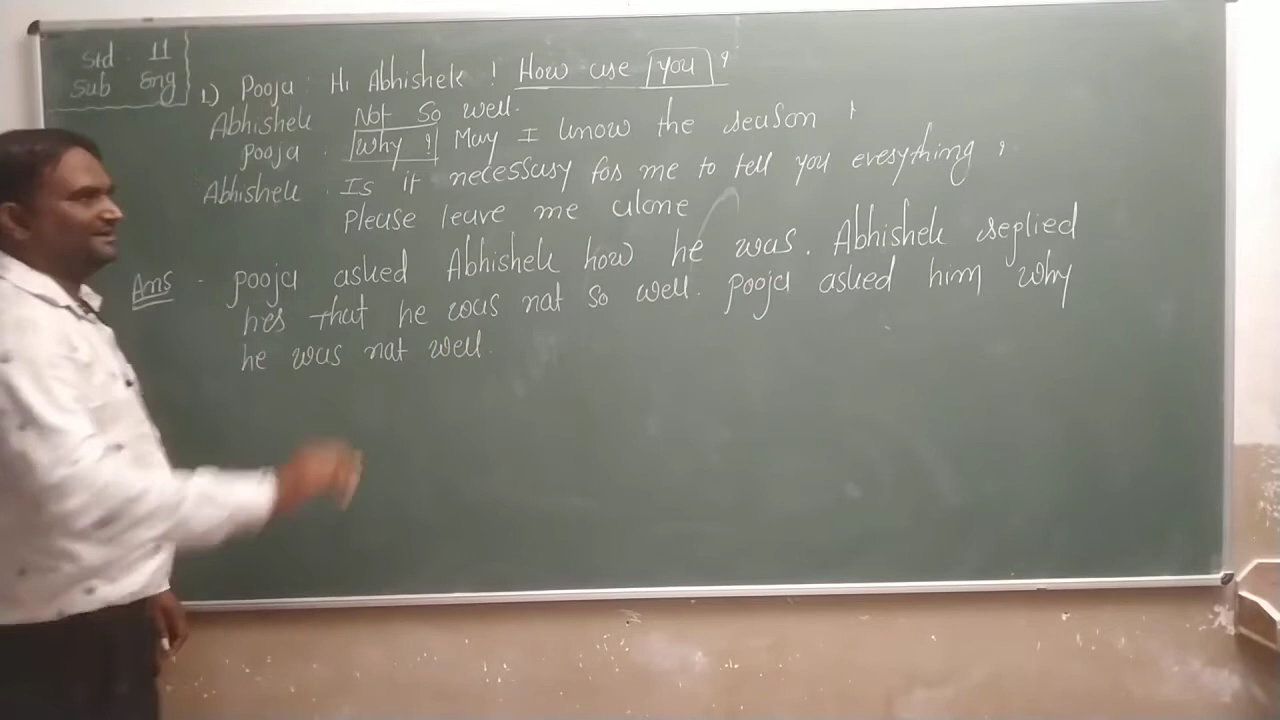 Std. 11
Sub Eng
1) Pooja : Hi Abhishek ! How are you ?
Abhishek Not So well.
Pooja : Why ? May I know the reason ?
Abhishek : Is it necessary for me to tell you everything ?
Please leave me alone
Ans - Pooja asked Abhishek how he was. Abhishek replied
her that he was not so well. Pooja asked him why
he was not well.